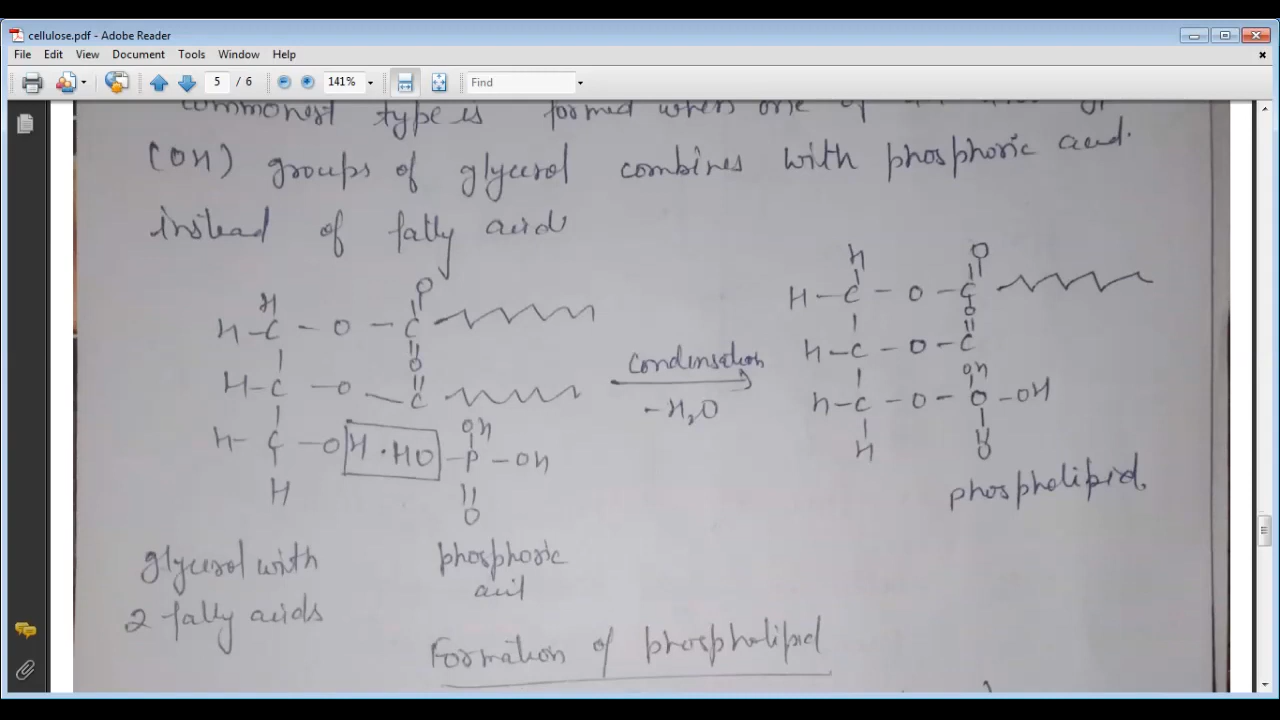 cellulose.pdf - Adobe Reader
File Edit View Document Tools Window Help
5 / 6 141% Find
commonest type is formed when one of
(OH) groups of glycerol combines with phosphoric acid.
instead of fatty acid
H O
H - C - O - C
O
H - C - O - C
OH
H - C - O H · HO - P - OH
H O
condensation
- H2O
H O
H - C - O - C
O
H - C - O - C
OH
H - C - O - O - OH
H O
phospholipid.
glycerol with
2 fatty acids
phosphoric
acid
Formation of phospholipid